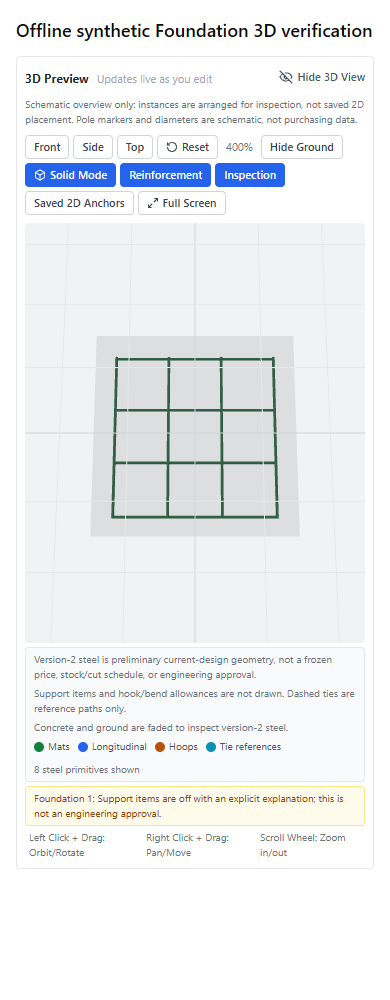 Offline synthetic Foundation 3D verification
3D Preview Updates live as you edit
Hide 3D View
Schematic overview only: instances are arranged for inspection, not saved 2D
placement. Pole markers and diameters are schematic, not purchasing data.
Front Side Top Reset 400% Hide Ground
Solid Mode Reinforcement Inspection
Saved 2D Anchors Full Screen
Version-2 steel is preliminary current-design geometry, not a frozen
price, stock/cut schedule, or engineering approval.
Support items and hook/bend allowances are not drawn. Dashed ties are
reference paths only.
Concrete and ground are faded to inspect version-2 steel.
Mats Longitudinal Hoops Tie references
8 steel primitives shown
Foundation 1: Support items are off with an explicit explanation; this is
not an engineering approval.
Left Click + Drag:
Orbit/Rotate
Right Click + Drag:
Pan/Move
Scroll Wheel: Zoom
in/out